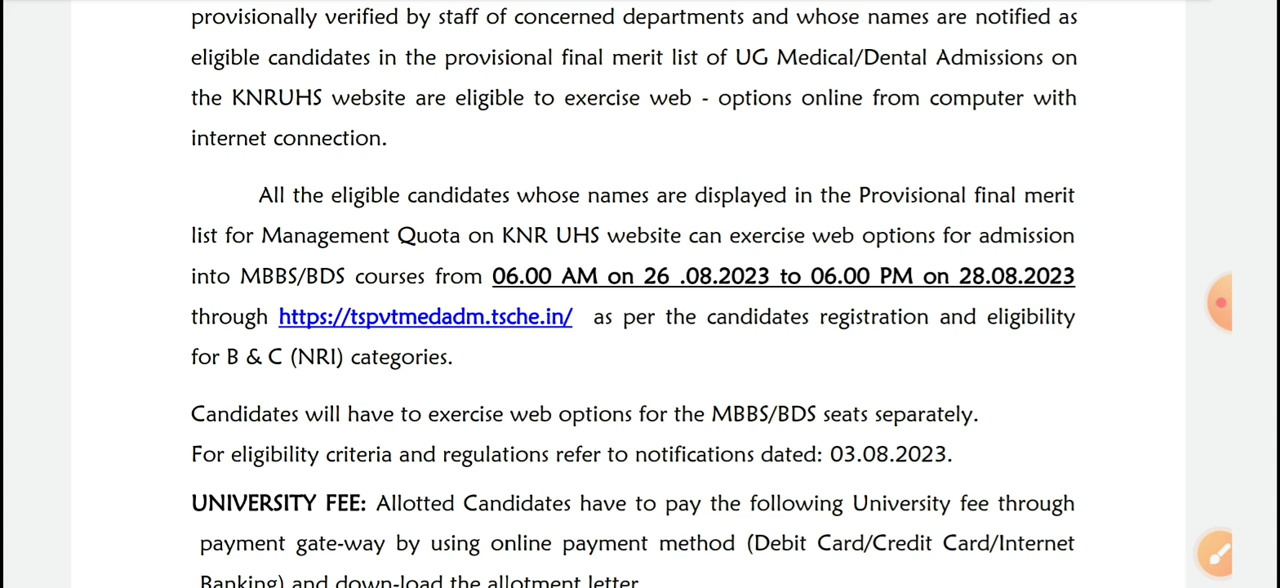 provisionally verified by staff of concerned departments and whose names are notified as
eligible candidates in the provisional final merit list of UG Medical/Dental Admissions on
the KNRUHS website are eligible to exercise web - options online from computer with
internet connection.
All the eligible candidates whose names are displayed in the Provisional final merit
list for Management Quota on KNR UHS website can exercise web options for admission
into MBBS/BDS courses from 06.00 AM on 26 .08.2023 to 06.00 PM on 28.08.2023
through https://tspvtmedadm.tsche.in/ as per the candidates registration and eligibility
for B & C (NRI) categories.
Candidates will have to exercise web options for the MBBS/BDS seats separately.
For eligibility criteria and regulations refer to notifications dated: 03.08.2023.
UNIVERSITY FEE: Allotted Candidates have to pay the following University fee through
payment gate-way by using online payment method (Debit Card/Credit Card/Internet
Banking) and down-load the allotment letter